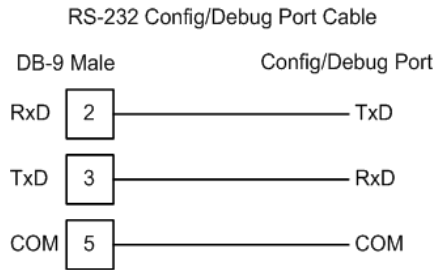 RS-232 Config/Debug Port Cable
DB-9 Male Config/Debug Port
RxD 2 TxD
TxD 3 RxD
COM 5 COM